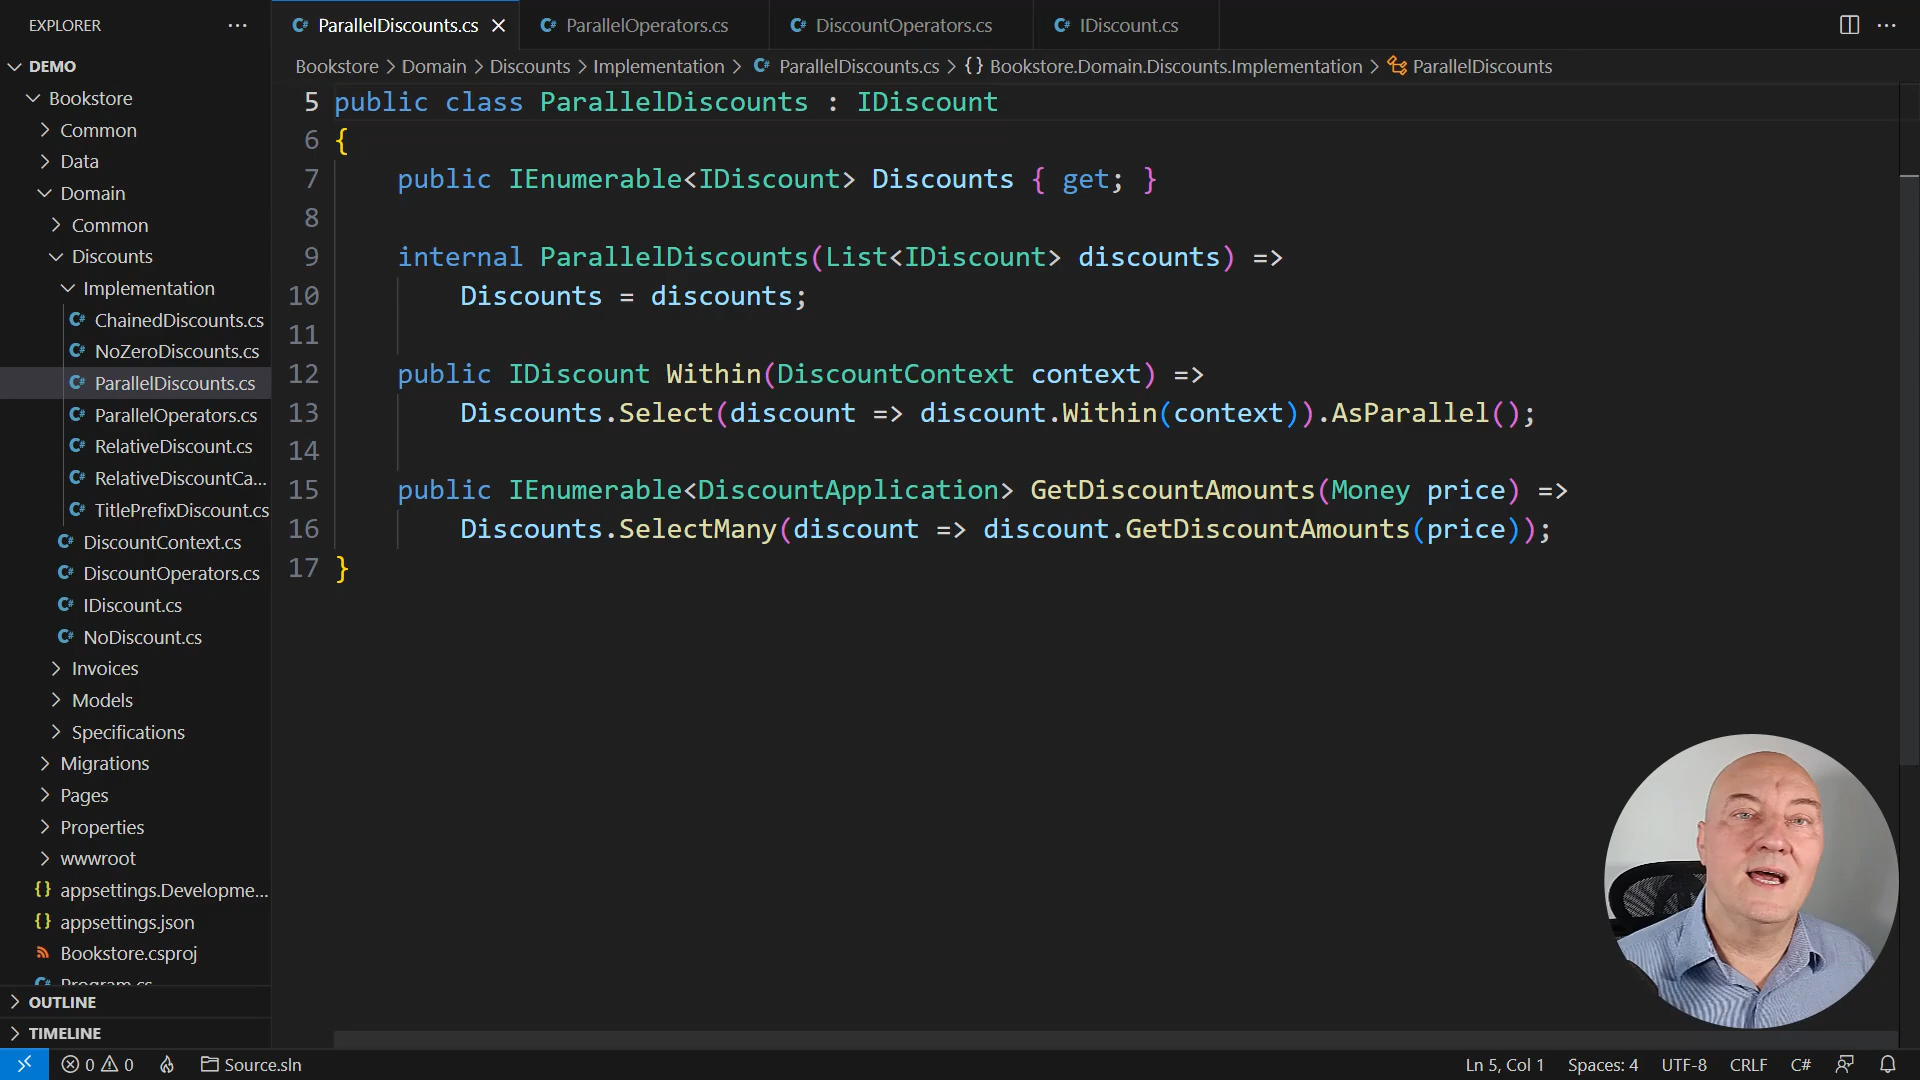 EXPLORER
ParallelDiscounts.cs
ParallelOperators.cs
DiscountOperators.cs
IDiscount.cs
Bookstore > Domain > Discounts > Implementation > ParallelDiscounts.cs > {} Bookstore.Domain.Discounts.Implementation > ParallelDiscounts
DEMO
Bookstore
Common
Data
Domain
Common
Discounts
Implementation
ChainedDiscounts.cs
NoZeroDiscounts.cs
ParallelDiscounts.cs
ParallelOperators.cs
RelativeDiscount.cs
RelativeDiscountCa...
TitlePrefixDiscount.cs
DiscountContext.cs
DiscountOperators.cs
IDiscount.cs
NoDiscount.cs
Invoices
Models
Specifications
Migrations
Pages
Properties
wwwroot
{} appsettings.Developme...
{} appsettings.json
Bookstore.csproj
Program.cs
OUTLINE
TIMELINE
5 public class ParallelDiscounts : IDiscount
6 {
7     public IEnumerable<IDiscount> Discounts { get; }
8
9     internal ParallelDiscounts(List<IDiscount> discounts) =>
10         Discounts = discounts;
11
12     public IDiscount Within(DiscountContext context) =>
13         Discounts.Select(discount => discount.Within(context)).AsParallel();
14
15     public IEnumerable<DiscountApplication> GetDiscountAmounts(Money price) =>
16         Discounts.SelectMany(discount => discount.GetDiscountAmounts(price));
17 }
0 0 Source.sln
Ln 5, Col 1 Spaces: 4 UTF-8 CRLF C#